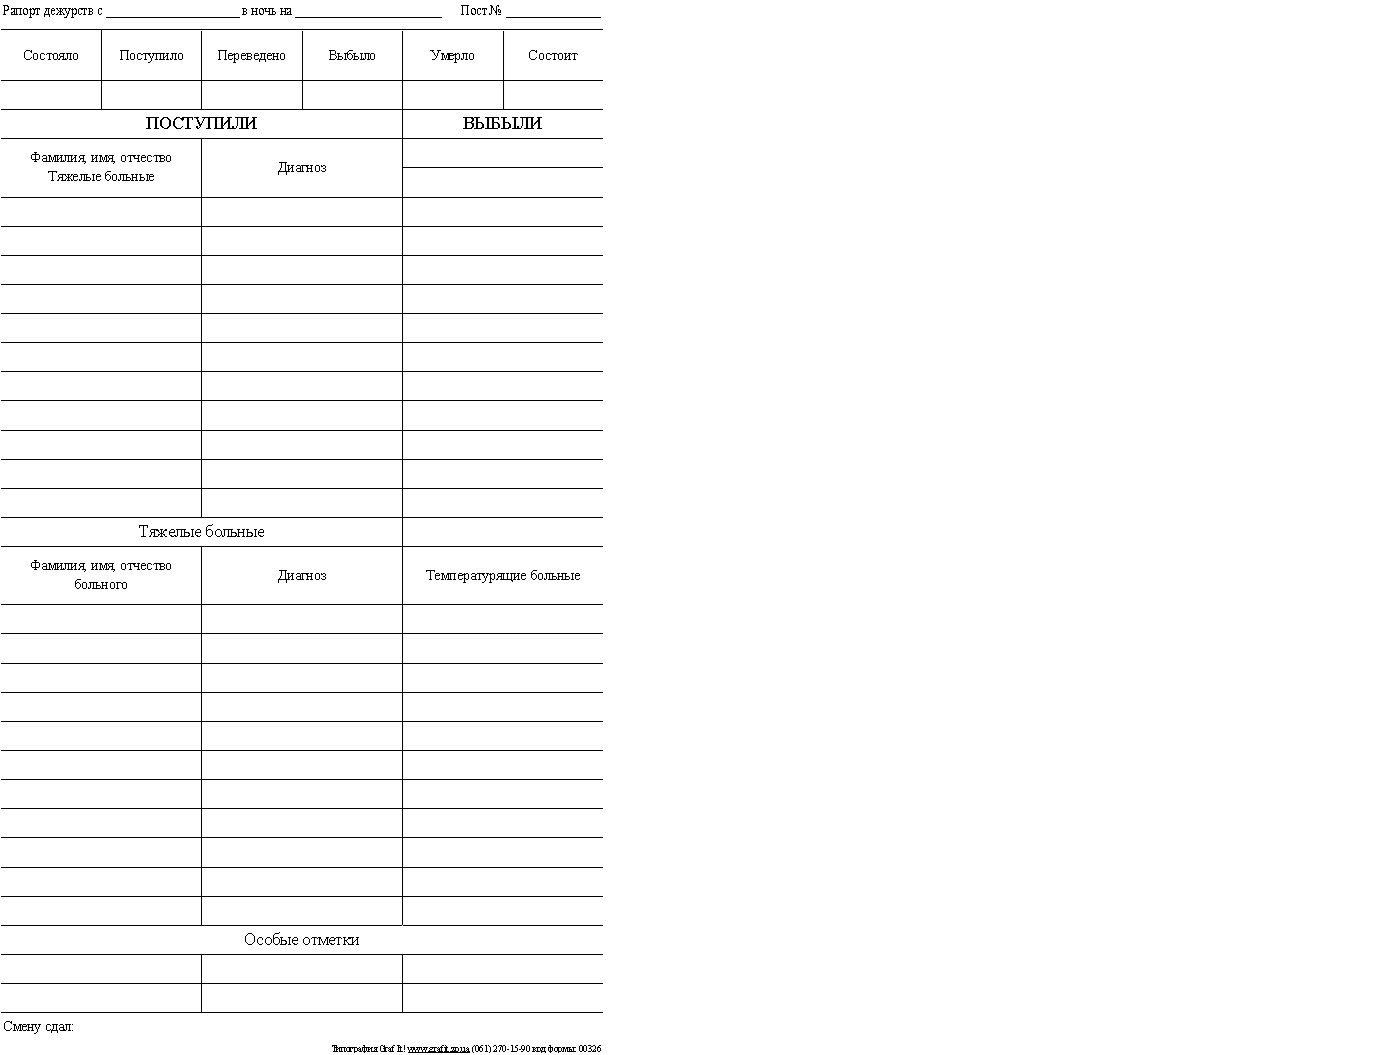 Рапорт дежурств с ____________________ в ночь на ______________________ Пост.№ ______________
Состояло Поступило Переведено Выбыло Умерло Состоит
ПОСТУПИЛИ ВЫБЫЛИ
Фамилия, имя, отчество
Тяжелые больные
Диагноз
Тяжелые больные
Фамилия, имя, отчество
больного
Диагноз
Температурящие больные
Особые отметки
Смену сдал:
Типография Graf It! www.grafit.zp.ua (061) 270-15-90 код формы: 00326